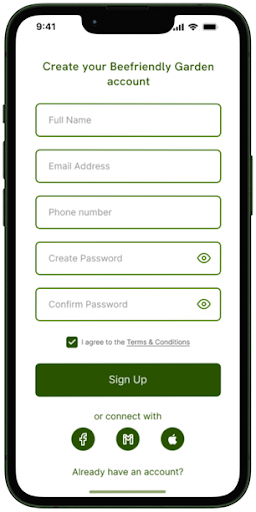 9:41
Create your Beefriendly Garden
account
Full Name
Email Address
Phone number
Create Password
Confirm Password
I agree to the Terms & Conditions
Sign Up
or connect with
Already have an account?